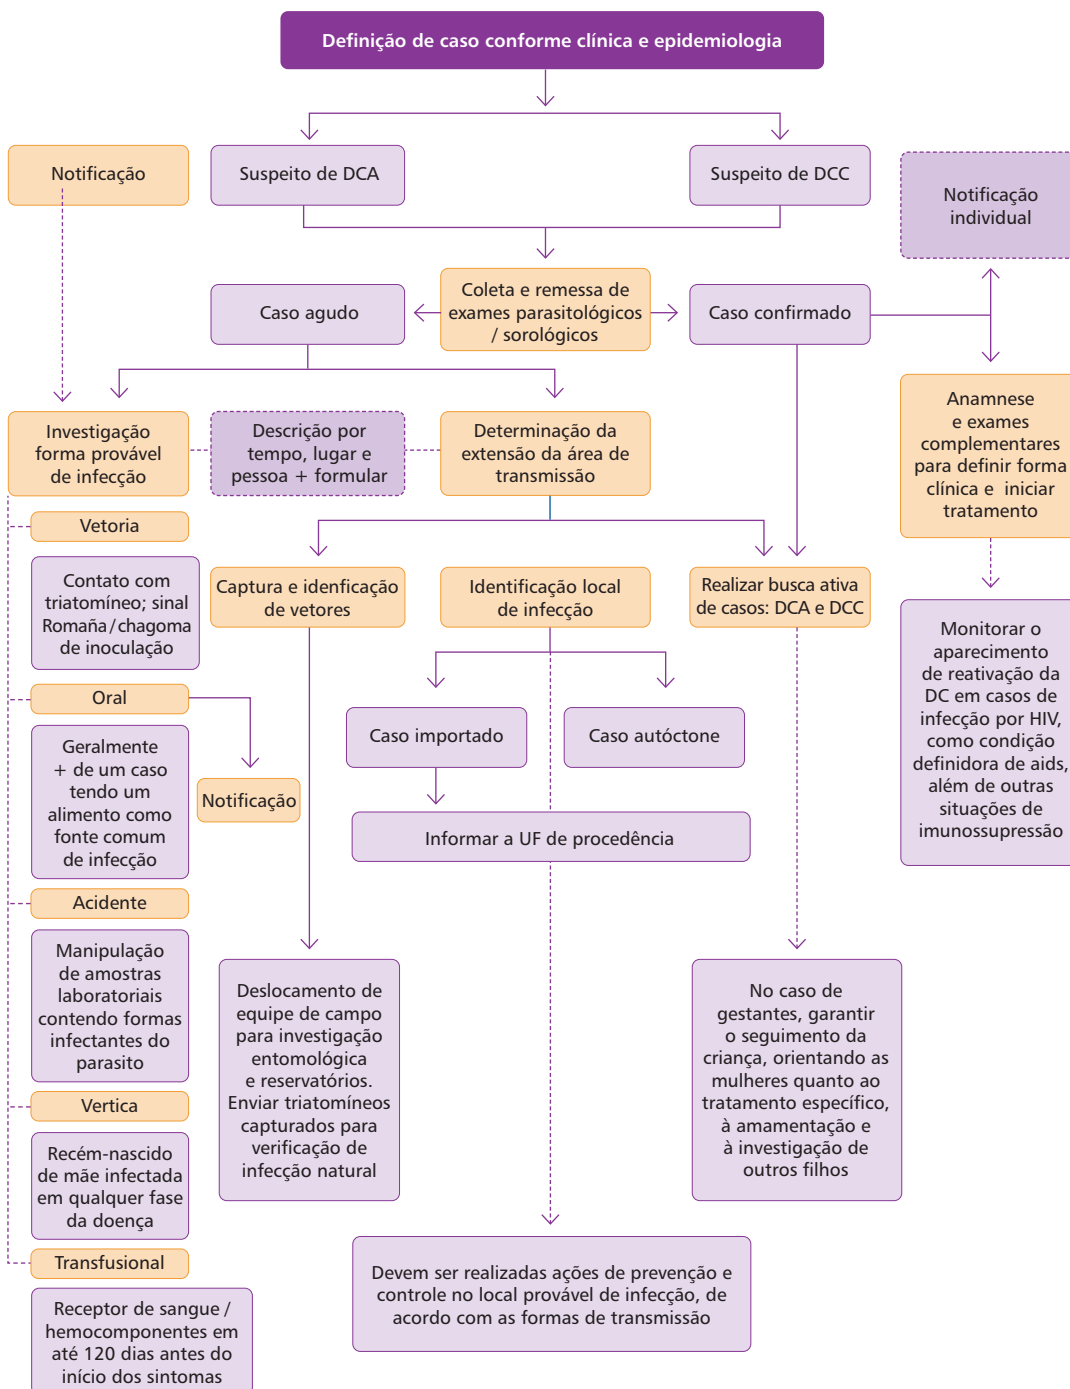 Definição de caso conforme clínica e epidemiologia
Notificação
Suspeito de DCA
Suspeito de DCC
Notificação
individual
Caso agudo
Coleta e remessa de
exames parasitológicos
/ sorológicos
Caso confirmado
Investigação
forma provável
de infecção
Descrição por
tempo, lugar e
pessoa + formular
Determinação da
extensão da área de
transmissão
Anamnese
e exames
complementares
para definir forma
clínica e iniciar
tratamento
Vetoria
Contato com
triatomíneo; sinal
Romaña/chagoma
de inoculação
Captura e idenficação
de vetores
Identificação local
de infecção
Realizar busca ativa
de casos: DCA e DCC
Monitorar o
aparecimento
de reativação da
DC em casos de
infecção por HIV,
como condição
definidora de aids,
além de outras
situações de
imunossupressão
Oral
Geralmente
+ de um caso
tendo um
alimento como
fonte comum
de infecção
Notificação
Caso importado
Caso autóctone
Informar a UF de procedência
Acidente
Manipulação
de amostras
laboratoriais
contendo formas
infectantes do
parasito
Deslocamento de
equipe de campo
para investigação
entomológica
e reservatórios.
Enviar triatomíneos
capturados para
verificação de
infecção natural
No caso de
gestantes, garantir
o seguimento da
criança, orientando as
mulheres quanto ao
tratamento específico,
à amamentação e
à investigação de
outros filhos
Vertica
Recém-nascido
de mãe infectada
em qualquer fase
da doença
Transfusional
Receptor de sangue /
hemocomponentes em
até 120 dias antes do
início dos sintomas
Devem ser realizadas ações de prevenção e
controle no local provável de infecção, de
acordo com as formas de transmissão